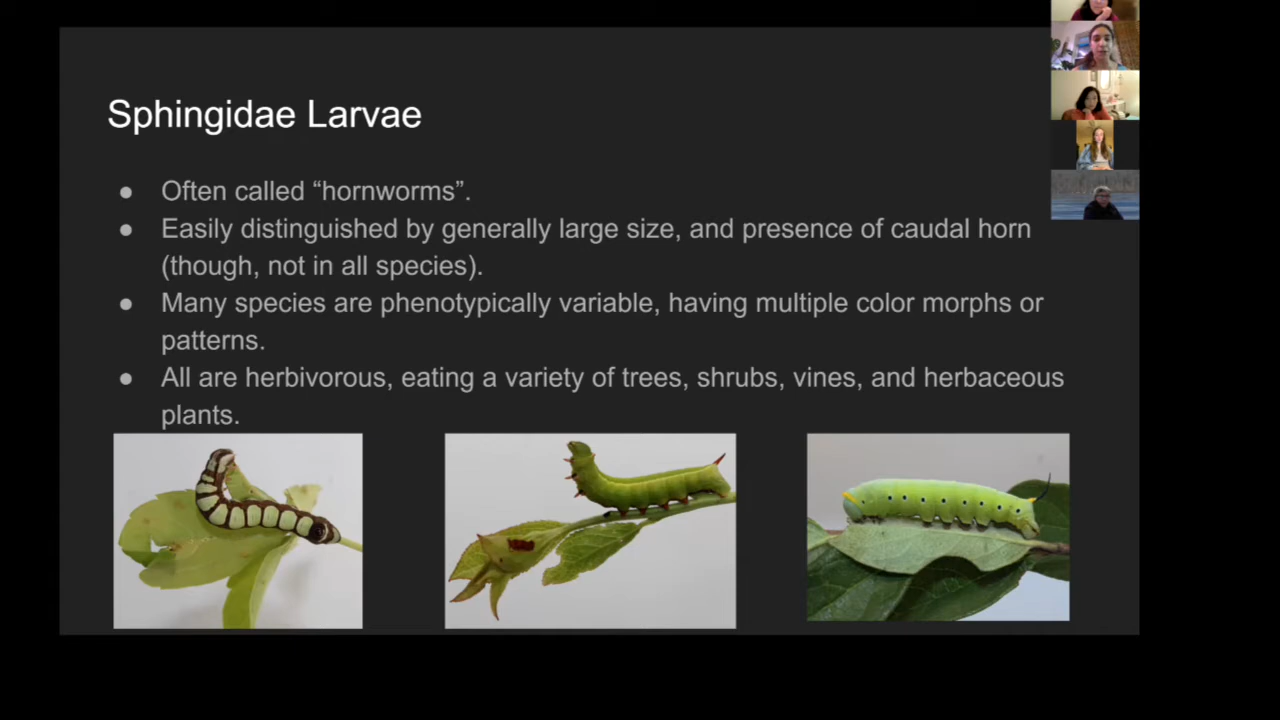 Sphingidae Larvae
● Often called “hornworms”.
● Easily distinguished by generally large size, and presence of caudal horn
(though, not in all species).
● Many species are phenotypically variable, having multiple color morphs or
patterns.
● All are herbivorous, eating a variety of trees, shrubs, vines, and herbaceous
plants.